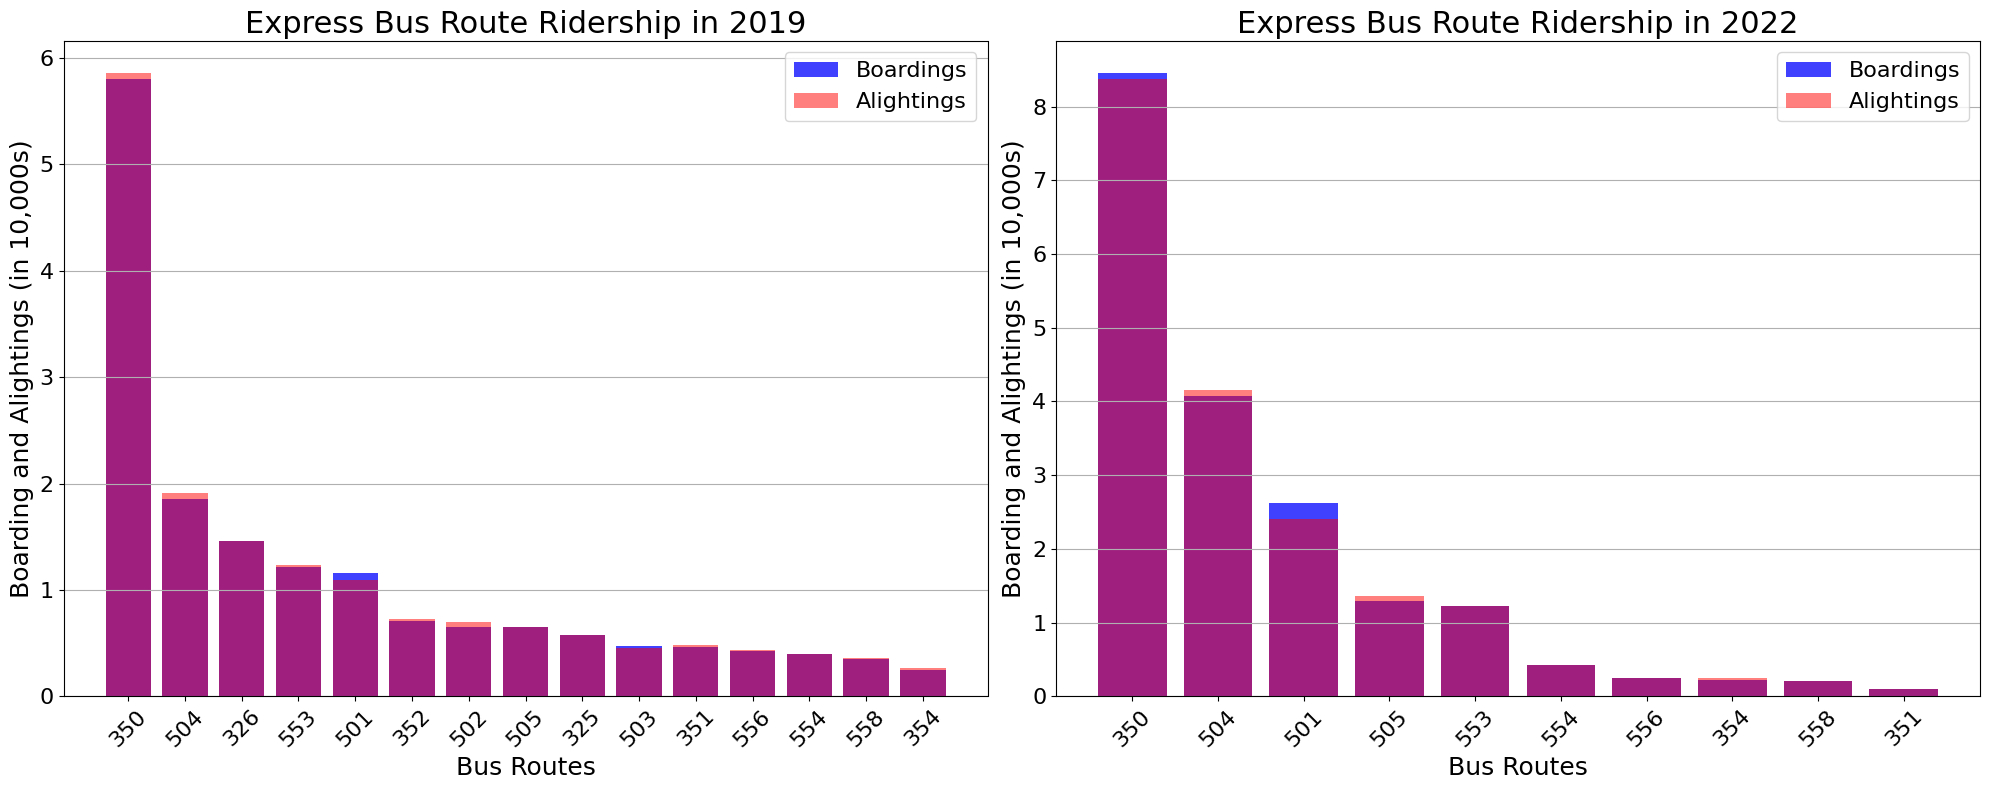 Express Bus Route Ridership in 2019
Boardings
Alightings
Boarding and Alightings (in 10,000s)
6
5
4
3
2
1
0
350 504 326 553 501 352 502 505 325 503 351 556 554 558 354
Bus Routes
Express Bus Route Ridership in 2022
Boardings
Alightings
Boarding and Alightings (in 10,000s)
8
7
6
5
4
3
2
1
0
350 504 501 505 553 554 556 354 558 351
Bus Routes